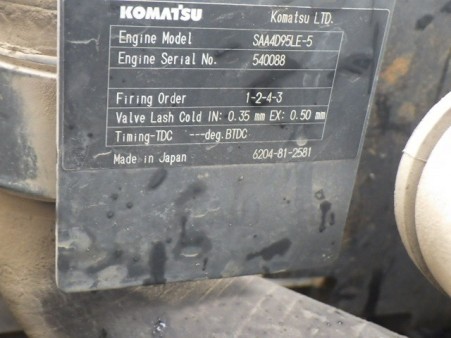 KOMATSU Komatsu LTD.
Engine Model SAA4D95LE-5
Engine Serial No. 540088
Firing Order 1-2-4-3
Valve Lash Cold IN: 0.35 mm EX: 0.50 mm
Timing-TDC ---deg.BTDC
Made in Japan 6204-81-2581